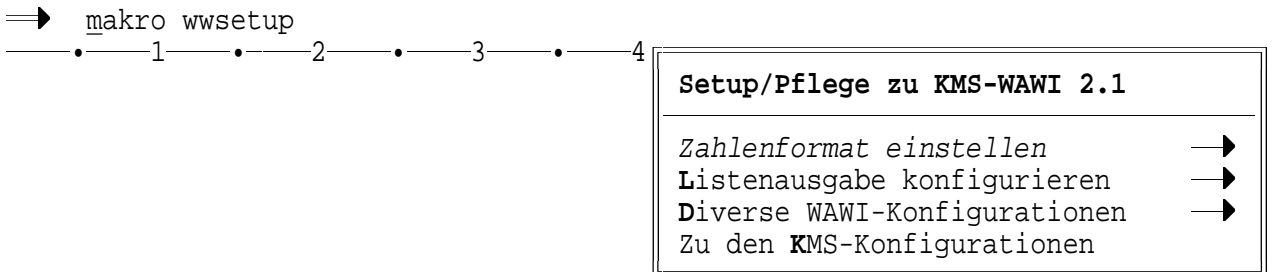 makro wwsetup
1 2 3 4
Setup/Pflege zu KMS-WAWI 2.1
Zahlenformat einstellen
Listenausgabe konfigurieren
Diverse WAWI-Konfigurationen
Zu den KMS-Konfigurationen